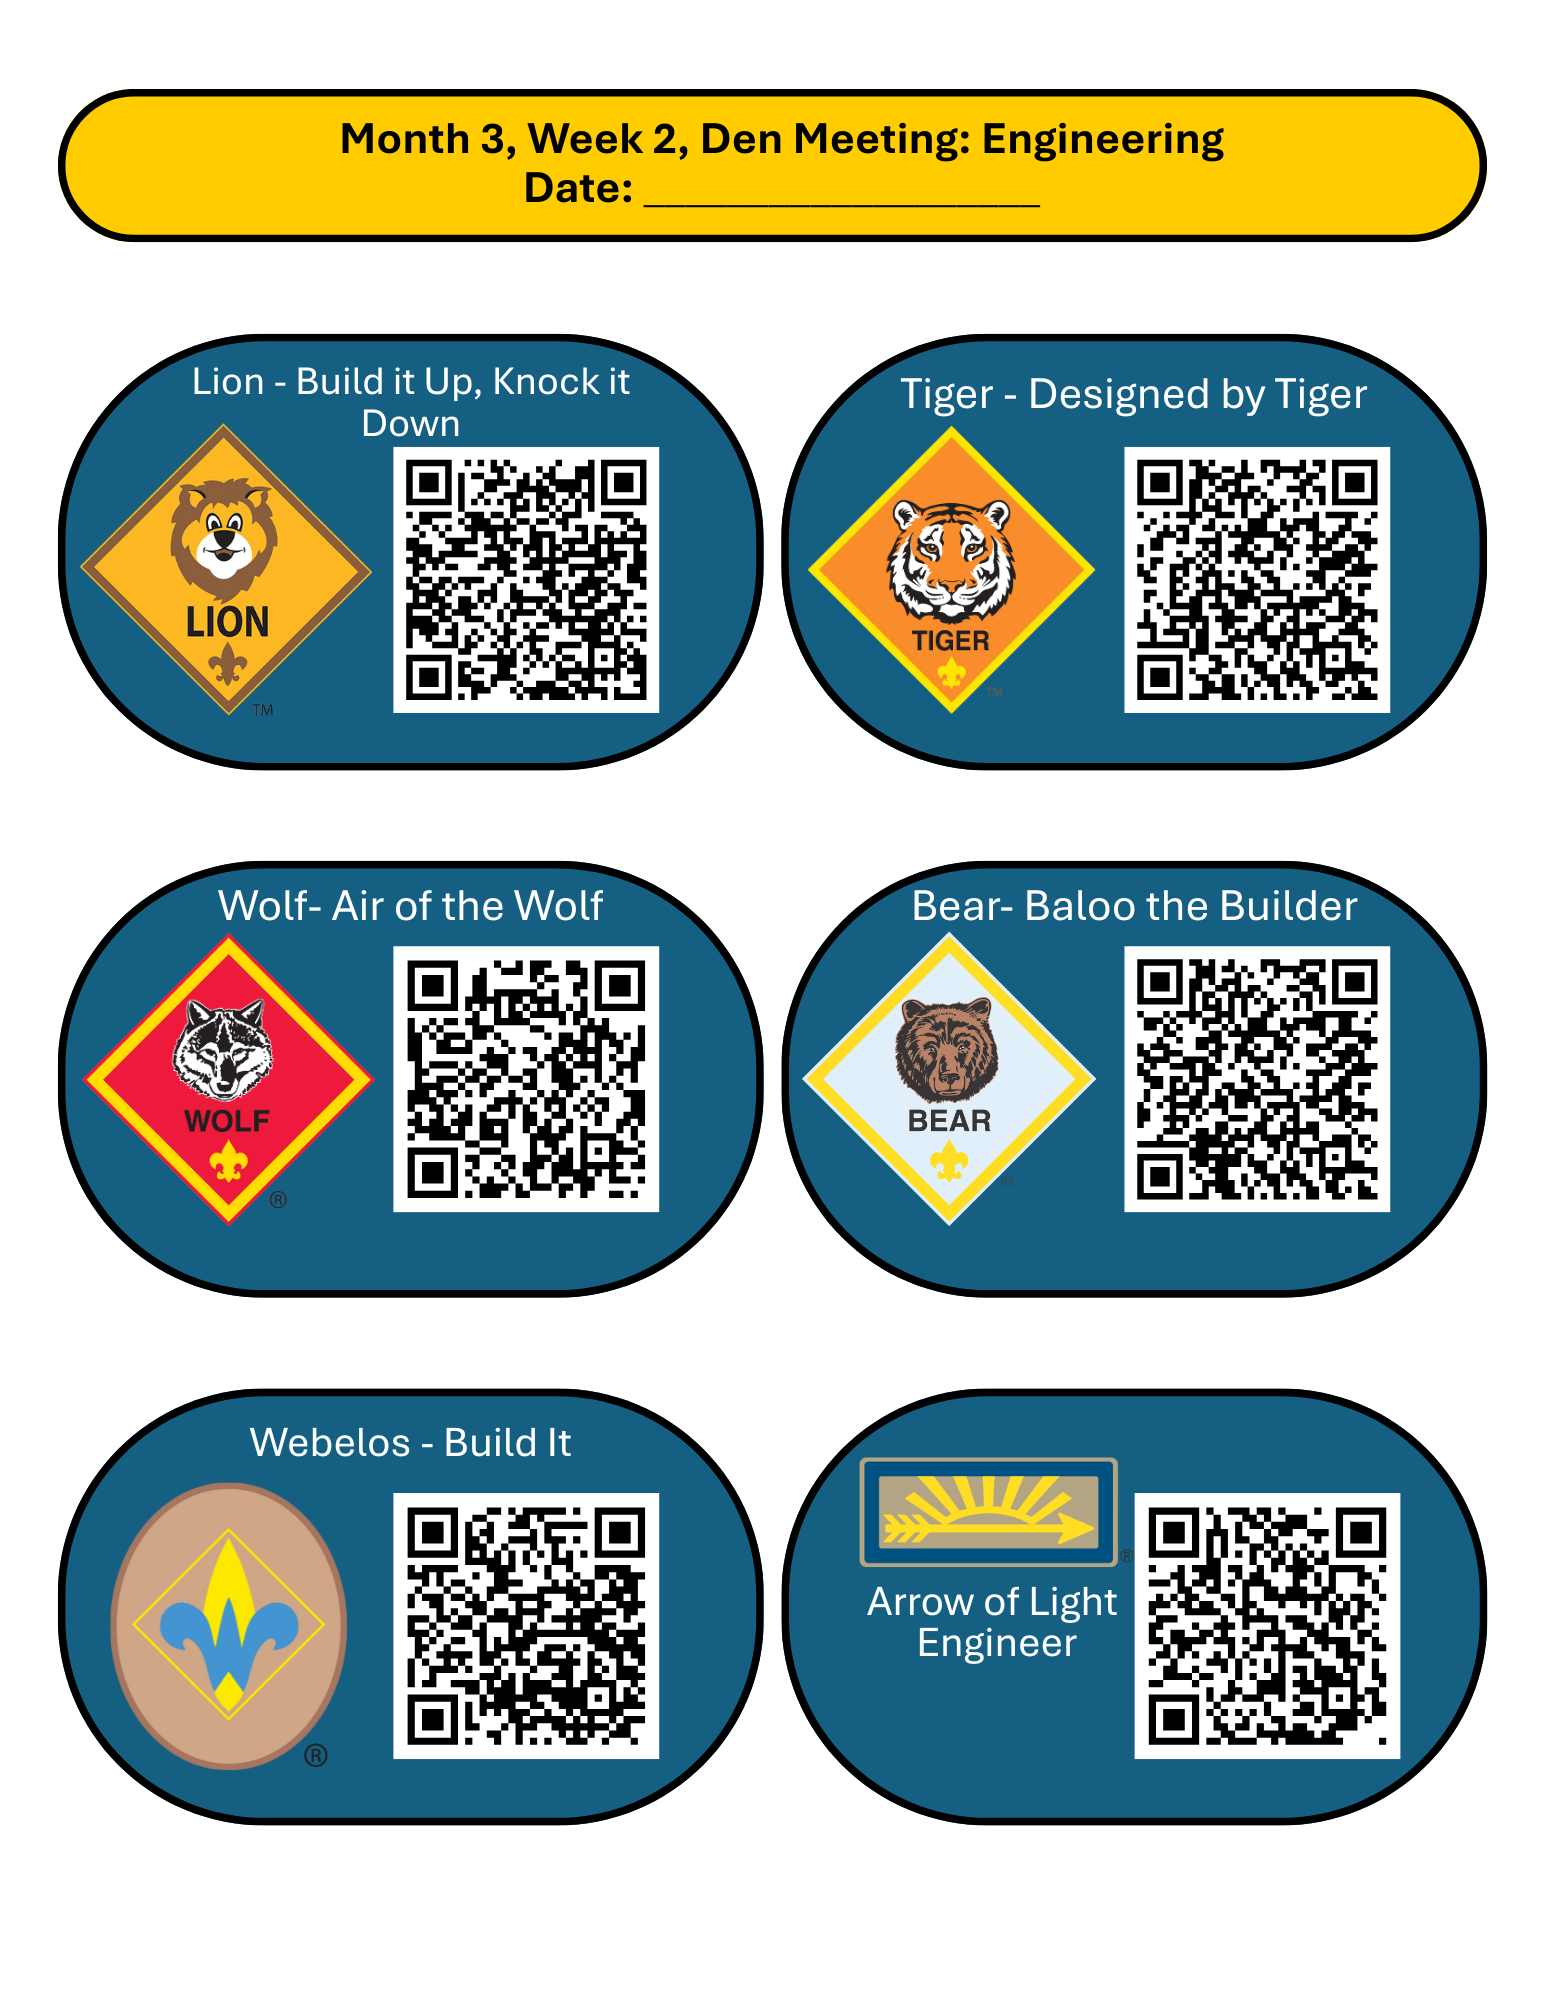 Month 3, Week 2, Den Meeting: Engineering
Date: ___________________
Lion - Build it Up, Knock it
Down
LION
TM
Tiger - Designed by Tiger
TIGER
TM
Wolf- Air of the Wolf
WOLF
®
Bear- Baloo the Builder
BEAR
®
Webelos - Build It
®
®
Arrow of Light
Engineer